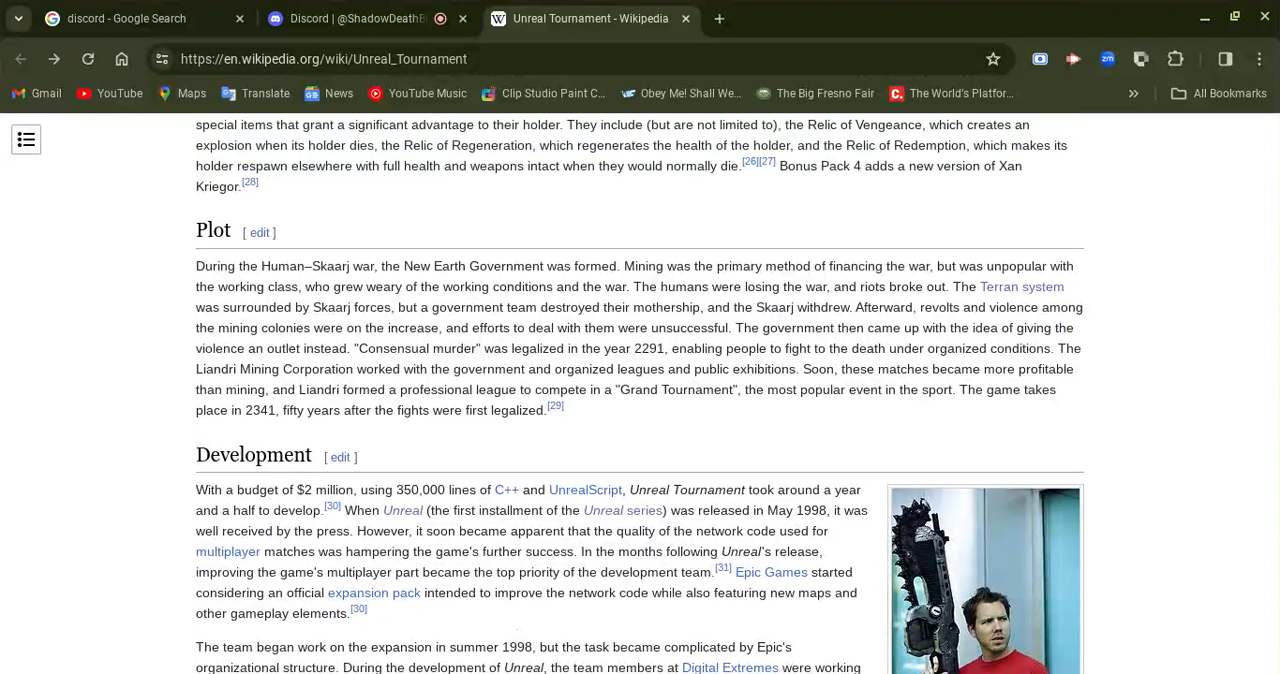 discord - Google Search
Discord | @ShadowDeathB
Unreal Tournament - Wikipedia
https://en.wikipedia.org/wiki/Unreal_Tournament
Gmail
YouTube
Maps
Translate
News
YouTube Music
Clip Studio Paint C...
Obey Me! Shall We...
The Big Fresno Fair
The World's Platfor...
All Bookmarks
special items that grant a significant advantage to their holder. They include (but are not limited to), the Relic of Vengeance, which creates an
explosion when its holder dies, the Relic of Regeneration, which regenerates the health of the holder, and the Relic of Redemption, which makes its
holder respawn elsewhere with full health and weapons intact when they would normally die.[26][27] Bonus Pack 4 adds a new version of Xan
Kriegor.[28]
Plot [ edit ]
During the Human–Skaarj war, the New Earth Government was formed. Mining was the primary method of financing the war, but was unpopular with
the working class, who grew weary of the working conditions and the war. The humans were losing the war, and riots broke out. The Terran system
was surrounded by Skaarj forces, but a government team destroyed their mothership, and the Skaarj withdrew. Afterward, revolts and violence among
the mining colonies were on the increase, and efforts to deal with them were unsuccessful. The government then came up with the idea of giving the
violence an outlet instead. "Consensual murder" was legalized in the year 2291, enabling people to fight to the death under organized conditions. The
Liandri Mining Corporation worked with the government and organized leagues and public exhibitions. Soon, these matches became more profitable
than mining, and Liandri formed a professional league to compete in a "Grand Tournament", the most popular event in the sport. The game takes
place in 2341, fifty years after the fights were first legalized.[29]
Development [ edit ]
With a budget of $2 million, using 350,000 lines of C++ and UnrealScript, Unreal Tournament took around a year
and a half to develop.[30] When Unreal (the first installment of the Unreal series) was released in May 1998, it was
well received by the press. However, it soon became apparent that the quality of the network code used for
multiplayer matches was hampering the game's further success. In the months following Unreal's release,
improving the game's multiplayer part became the top priority of the development team.[31] Epic Games started
considering an official expansion pack intended to improve the network code while also featuring new maps and
other gameplay elements.[30]
The team began work on the expansion in summer 1998, but the task became complicated by Epic's
organizational structure. During the development of Unreal, the team members at Digital Extremes were working